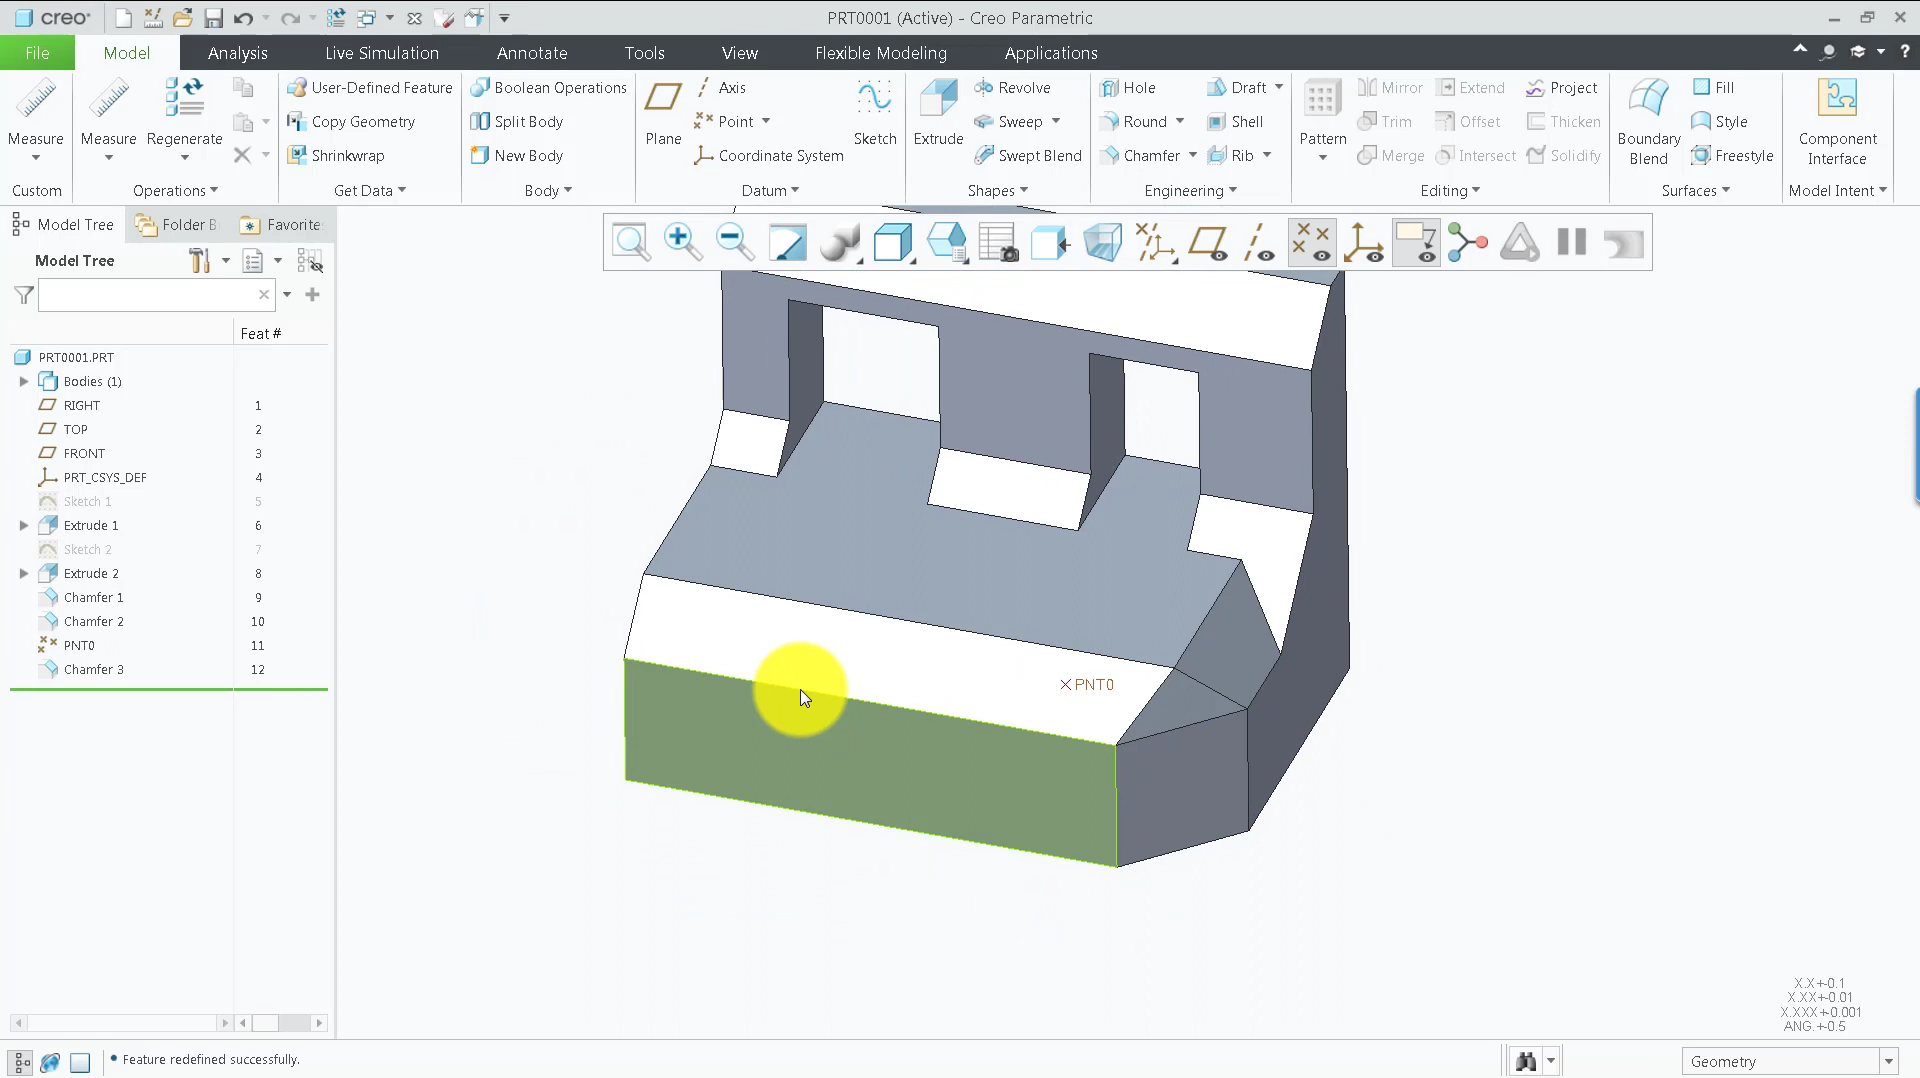 creo PRT0001 (Active) - Creo Parametric
File Model Analysis Live Simulation Annotate Tools View Flexible Modeling Applications
Measure Measure Regenerate
User-Defined Feature
Copy Geometry
Shrinkwrap
Boolean Operations
Split Body
New Body
Plane
Axis
Point
Coordinate System
Sketch
Extrude
Revolve
Sweep
Swept Blend
Hole
Round
Chamfer
Draft
Shell
Rib
Pattern
Mirror
Trim
Merge
Extend
Offset
Intersect
Project
Thicken
Solidify
Boundary
Blend
Fill
Style
Freestyle
Component
Interface
Custom Operations Get Data Body Datum Shapes Engineering Editing Surfaces Model Intent
Model Tree Folder B Favorites
Model Tree
Feat #
PRT0001.PRT
Bodies (1)
RIGHT 1
TOP 2
FRONT 3
PRT_CSYS_DEF 4
Sketch 1 5
Extrude 1 6
Sketch 2 7
Extrude 2 8
Chamfer 1 9
Chamfer 2 10
PNT0 11
Chamfer 3 12
PNT0
X.X+-0.1
X.XX+-0.01
X.XXX+-0.001
ANG.+-0.5
Feature redefined successfully.
Geometry